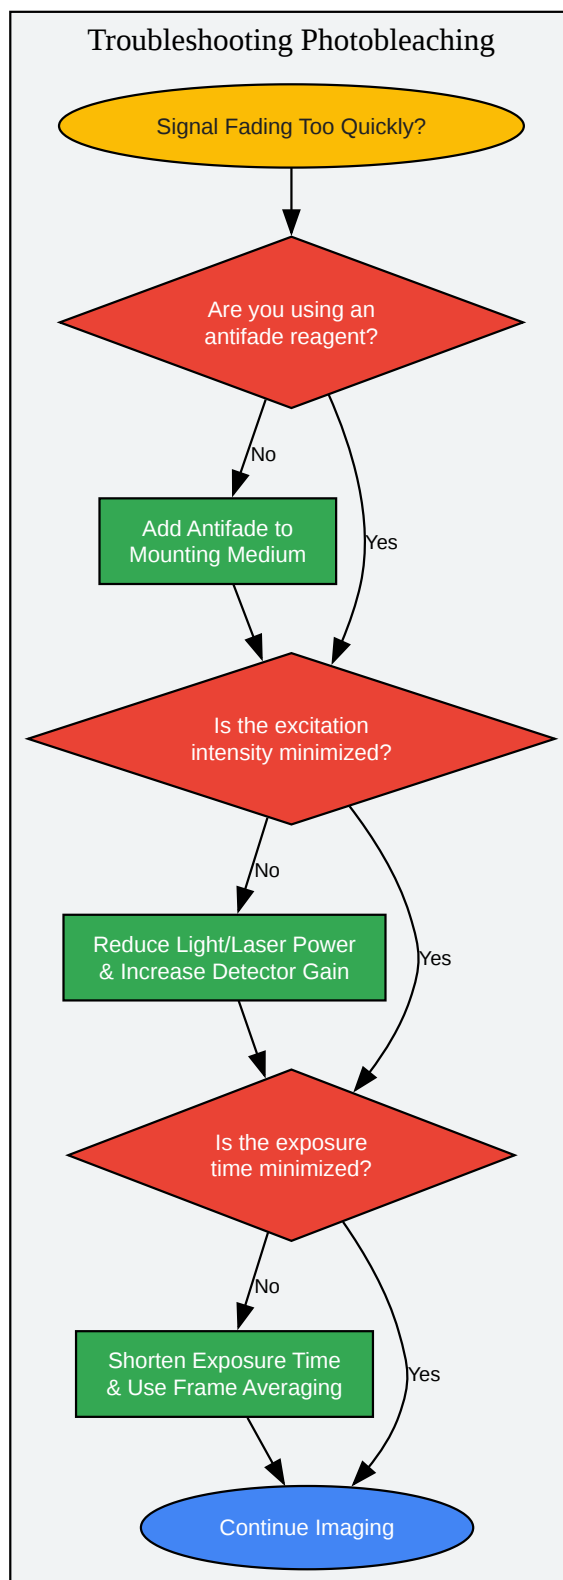 Troubleshooting Photobleaching
Signal Fading Too Quickly?
Are you using an
antifade reagent?
No
Add Antifade to
Mounting Medium
Yes
Is the excitation
intensity minimized?
No
Reduce Light/Laser Power
& Increase Detector Gain
Yes
Is the exposure
time minimized?
No
Shorten Exposure Time
& Use Frame Averaging
Yes
Continue Imaging